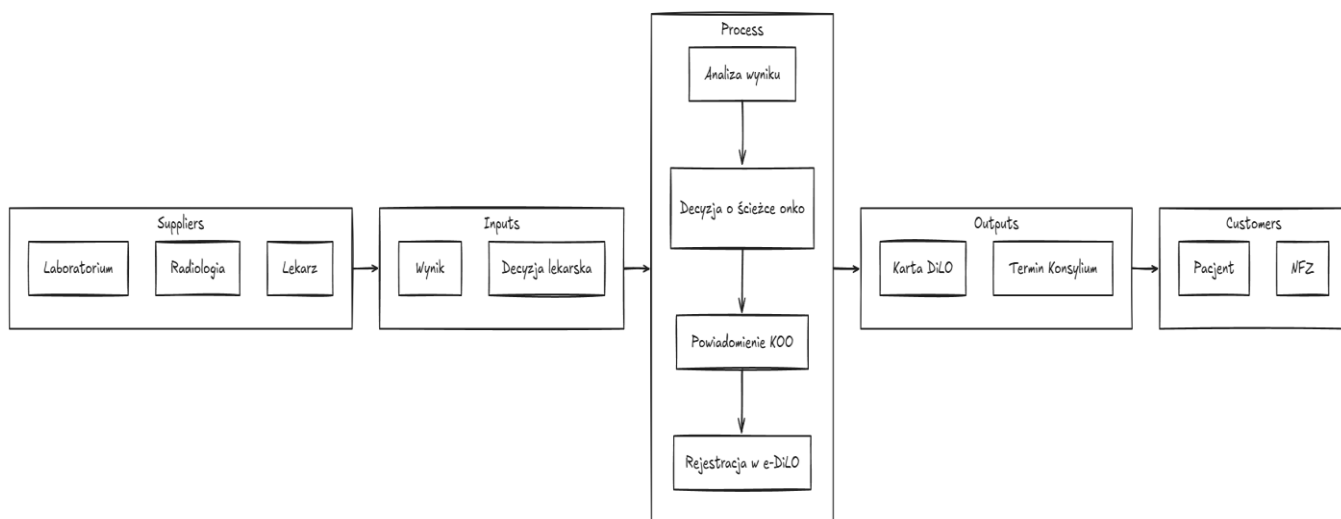 Suppliers
Laboratorium
Radiologia
Lekarz
Inputs
Wynik
Decyzja lekarska
Process
Analiza wyniku
Decyzja o ścieżce onko
Powiadomienie KOO
Rejestracja w e-DiLO
Outputs
Karta DiLO
Termin Konsylium
Customers
Pacjent
NFZ